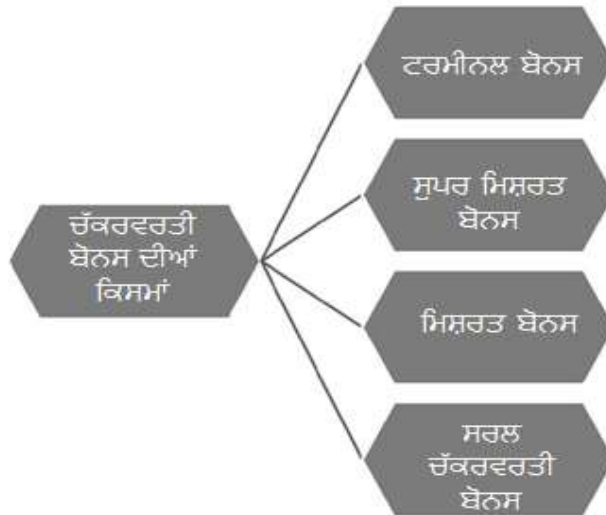 ਚੱਕਰਵਰਤੀ
ਬੋਨਸ ਦੀਆਂ
ਕਿਸਮਾਂ
ਟਰਮੀਨਲ ਬੋਨਸ
ਸੁਪਰ ਮਿਸ਼ਰਤ
ਬੋਨਸ
ਮਿਸ਼ਰਤ ਬੋਨਸ
ਸਰਲ
ਚੱਕਰਵਰਤੀ
ਬੋਨਸ